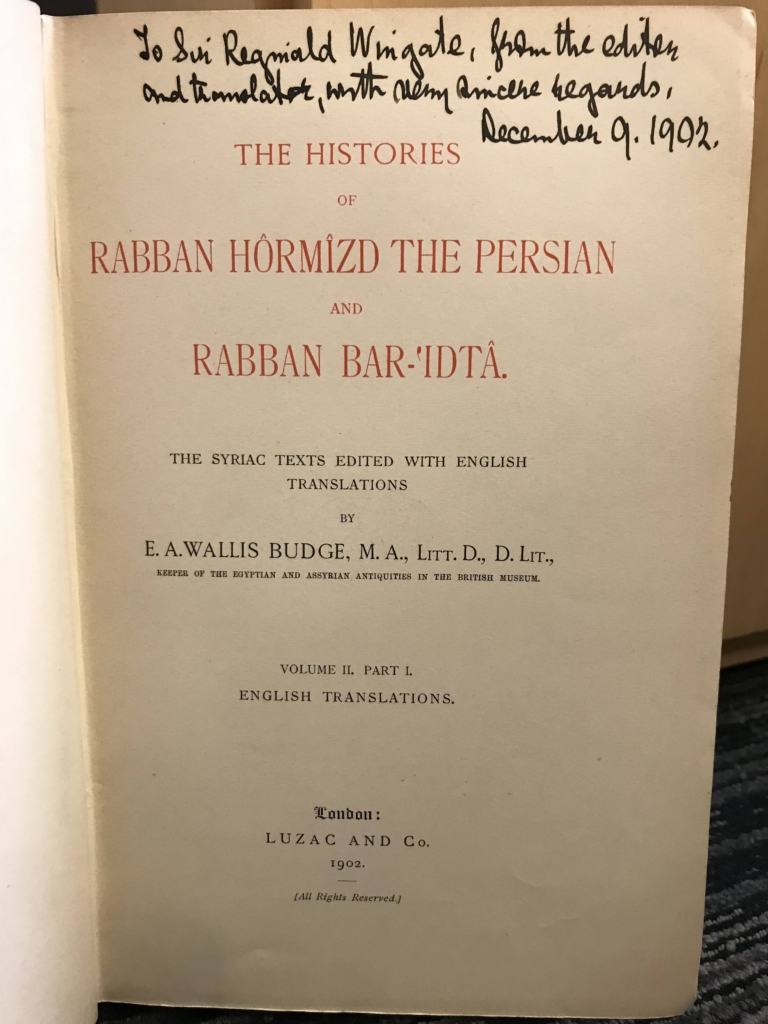 To Sir Reginald Wingate, from the editor
and translator, with very sincere regards,
December 9. 1902.
THE HISTORIES
OF
RABBAN HÔRMÎZD THE PERSIAN
AND
RABBAN BAR-‘IDTÂ.
THE SYRIAC TEXTS EDITED WITH ENGLISH
TRANSLATIONS
BY
E. A. WALLIS BUDGE, M. A., LITT. D., D. LIT.,
KEEPER OF THE EGYPTIAN AND ASSYRIAN ANTIQUITIES IN THE BRITISH MUSEUM.
VOLUME II. PART I.
ENGLISH TRANSLATIONS.
London:
LUZAC AND Co.
1902.
[All Rights Reserved.]